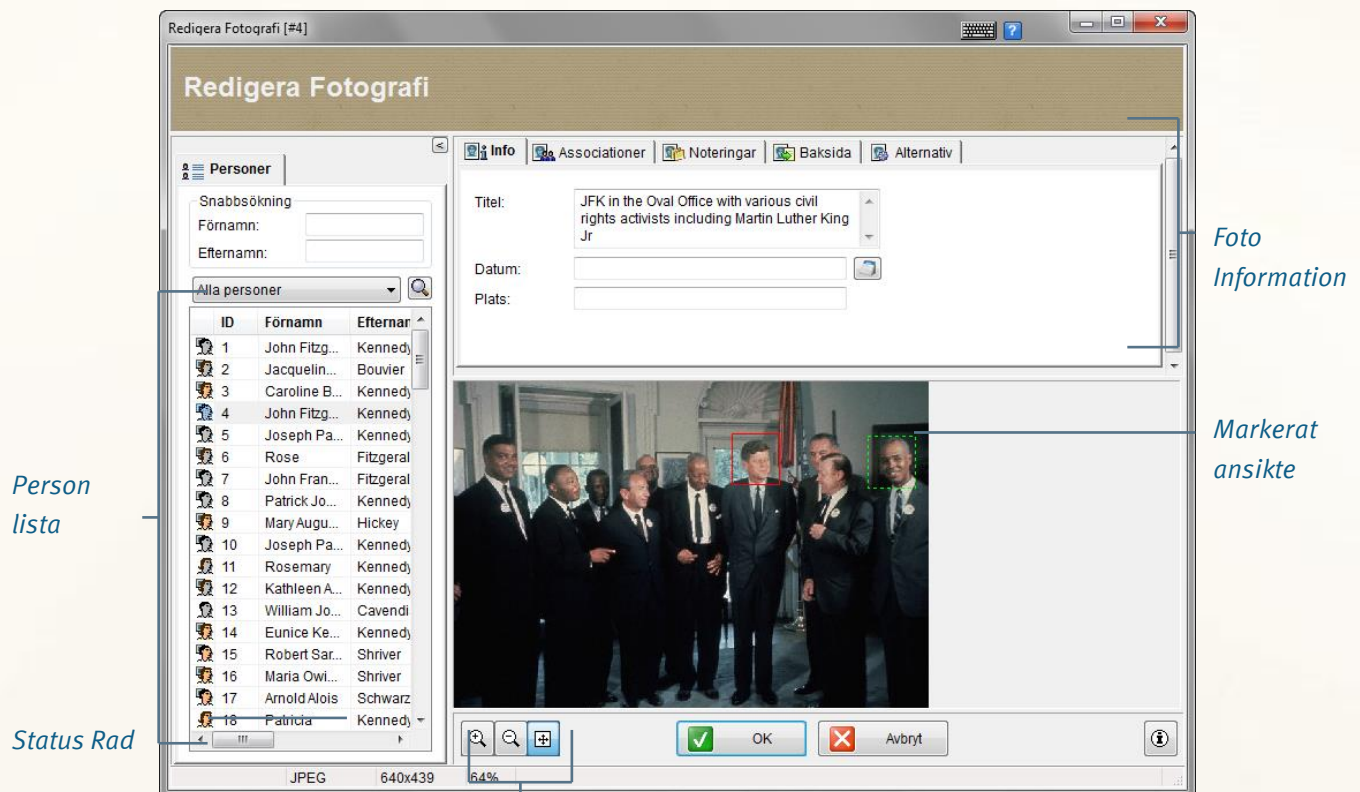 Redigera Fotografi [#4]
Redigera Fotografi
Personer
Snabbsökning
Förnamn:
Efternamn:
Alla personer
ID Förnamn Efternar
1 John Fitzg... Kennedy
2 Jacquelin... Bouvier
3 Caroline B... Kennedy
4 John Fitzg... Kennedy
5 Joseph Pa... Kennedy
6 Rose Fitzgeral
7 John Fran... Fitzgeral
8 Patrick Jo... Kennedy
9 Mary Augu... Hickey
10 Joseph Pa... Kennedy
11 Rosemary Kennedy
12 Kathleen A... Kennedy
13 William Jo... Cavendi
14 Eunice Ke... Kennedy
15 Robert Sar... Shriver
16 Maria Owi... Shriver
17 Arnold Alois Schwarz
18 Patricia Kennedy
Info Associationer Noteringar Baksida Alternativ
Titel:
JFK in the Oval Office with various civil
rights activists including Martin Luther King
Jr
Datum:
Plats:
OK Avbryt
JPEG 640x439 64%
Foto
Information
Markerat
ansikte
Person
lista
Status Rad